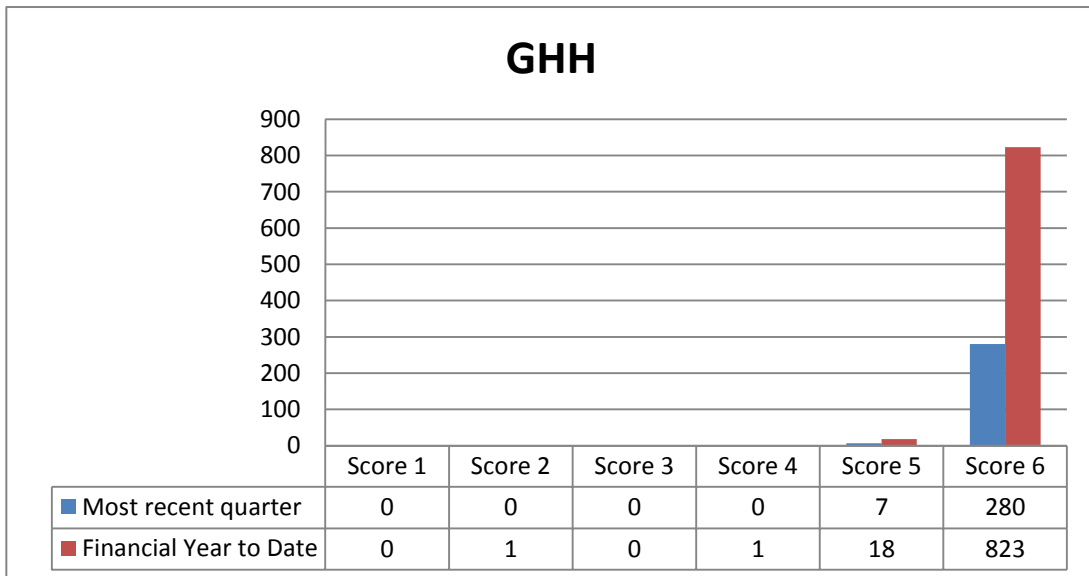 GHH
900
800
700
600
500
400
300
200
100
0
Score 1 Score 2 Score 3 Score 4 Score 5 Score 6
Most recent quarter 0 0 0 0 7 280
Financial Year to Date 0 1 0 1 18 823